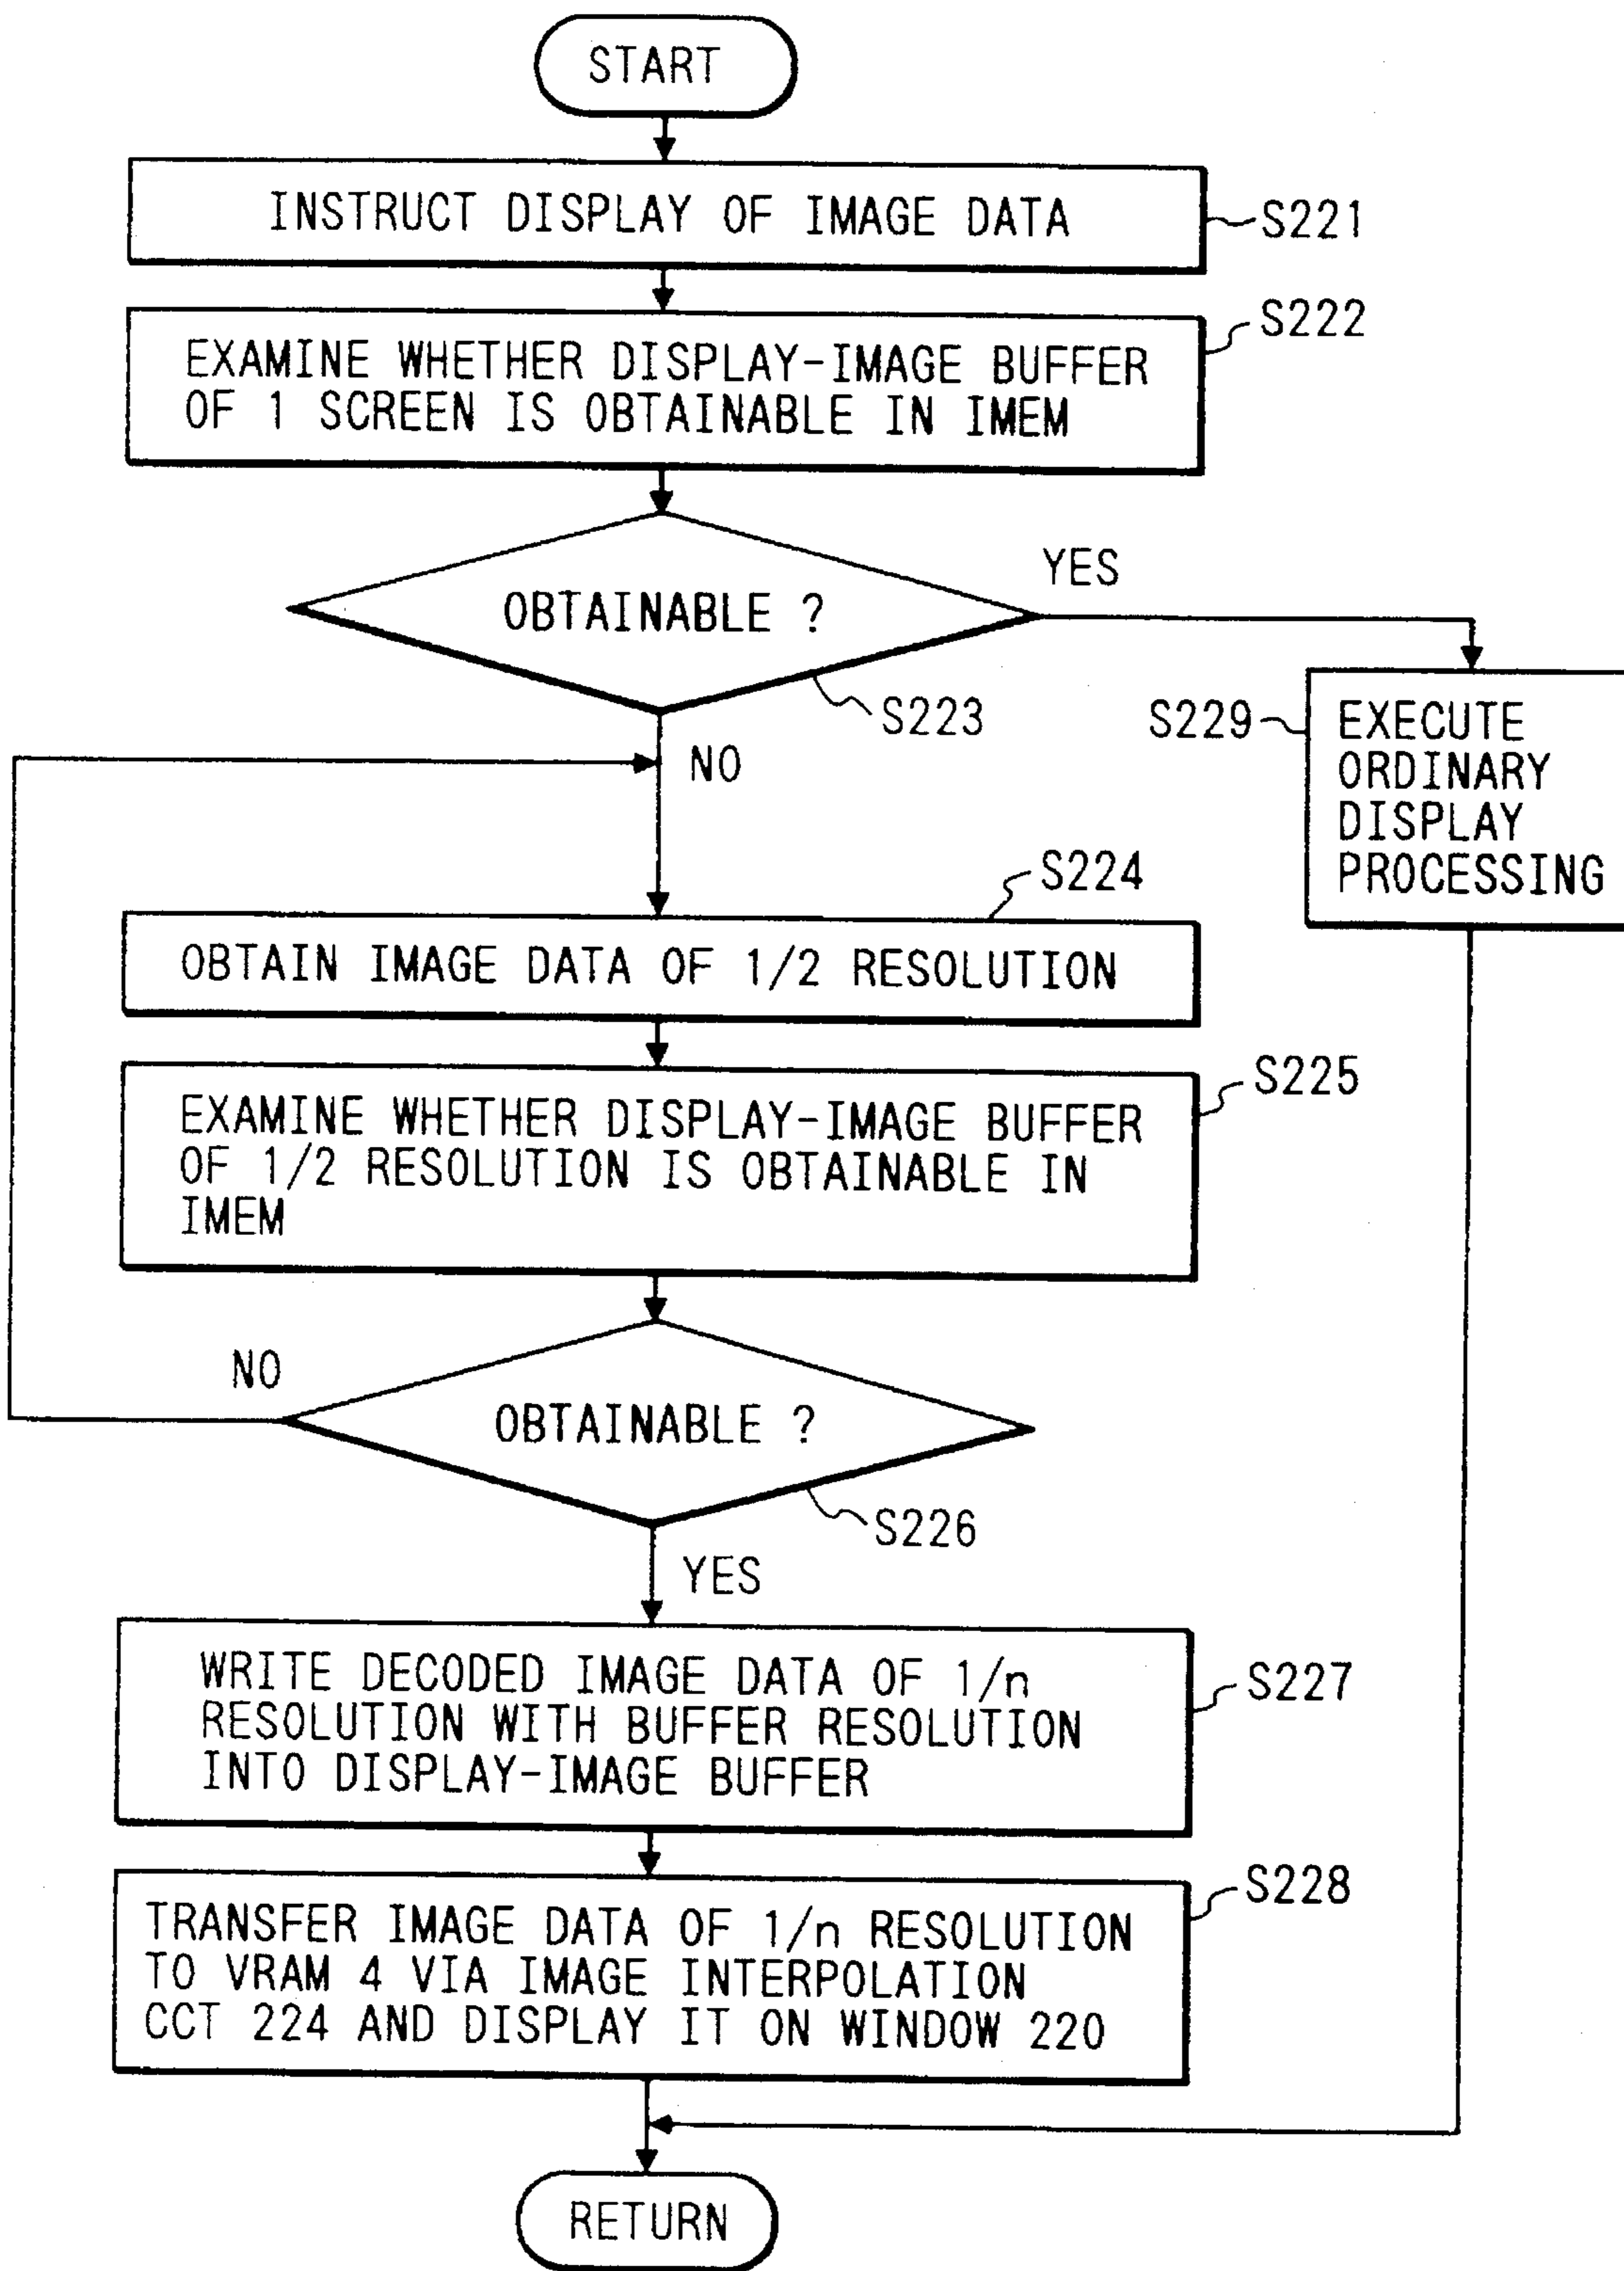 START
INSTRUCT DISPLAY OF IMAGE DATA
S221
S222
EXAMINE WHETHER DISPLAY-IMAGE BUFFER
OF 1 SCREEN IS OBTAINABLE IN IMEM
YES
OBTAINABLE ?
S223
NO
S229
EXECUTE
ORDINARY
DISPLAY
PROCESSING
S224
OBTAIN IMAGE DATA OF 1/2 RESOLUTION
S225
EXAMINE WHETHER DISPLAY-IMAGE BUFFER
OF 1/2 RESOLUTION IS OBTAINABLE IN
IMEM
NO
OBTAINABLE ?
S226
YES
WRITE DECODED IMAGE DATA OF 1/n
RESOLUTION WITH BUFFER RESOLUTION
INTO DISPLAY-IMAGE BUFFER
S227
S228
TRANSFER IMAGE DATA OF 1/n RESOLUTION
TO VRAM 4 VIA IMAGE INTERPOLATION
CCT 224 AND DISPLAY IT ON WINDOW 220
RETURN